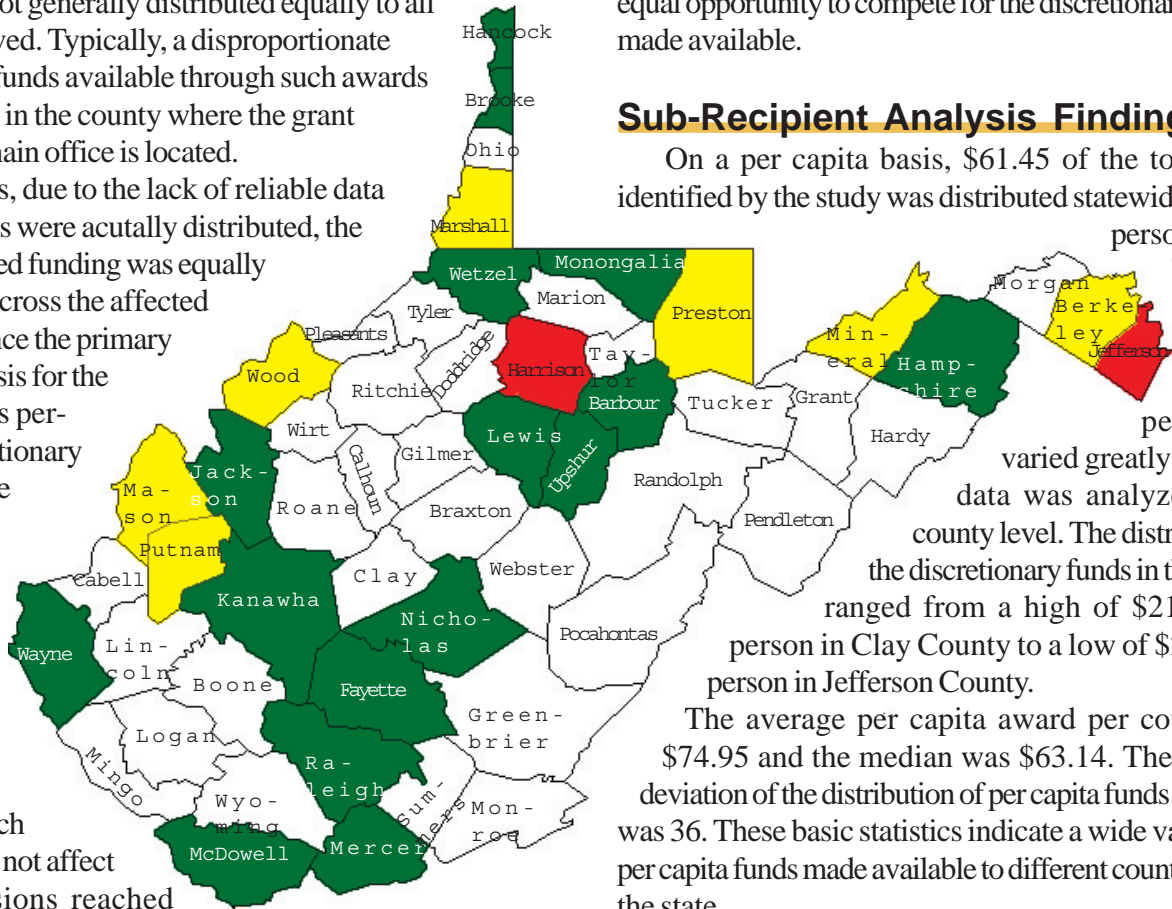 ot generally distributed equally to all
ved. Typically, a disproportionate
funds available through such awards
in the county where the grant
ain office is located.
s, due to the lack of reliable data
s were acutally distributed, the
ed funding was equally
cross the affected
nce the primary
sis for the
s per-
tionary
e
ch
not affect
sions reached
equal opportunity to compete for the discretionar
made available.
Sub-Recipient Analysis Finding
On a per capita basis, $61.45 of the to
identified by the study was distributed statewid
perso
pe
varied greatly
data was analyz
county level. The distr
the discretionary funds in t
ranged from a high of $21
person in Clay County to a low of $
person in Jefferson County.
The average per capita award per co
$74.95 and the median was $63.14. The
deviation of the distribution of per capita funds
was 36. These basic statistics indicate a wide va
per capita funds made available to different count
the state.
Hancock
Brooke
Ohio
Marshall
Wetzel
Monongalia
Marion
Preston
Tyler
Pleasants
Doddridge
Harrison
Tay-
lor
Wood
Ritchie
Barbour
Tucker
Grant
Min-
eral
Hamp-
shire
Morgan
Berke
ley
Jefferson
Hardy
Wirt
Calhoun
Gilmer
Lewis
Upshur
Randolph
Pendleton
Jack-
son
Ma-
son
Roane
Braxton
Putnam
Cabell
Kanawha
Clay
Webster
Nicho-
las
Pocahontas
Wayne
Lin-
coln
Boone
Fayette
Green-
brier
Logan
Mingo
Ra-
leigh
Sum-
mers
Mon-
roe
Wyo-
ming
McDowell
Mercer